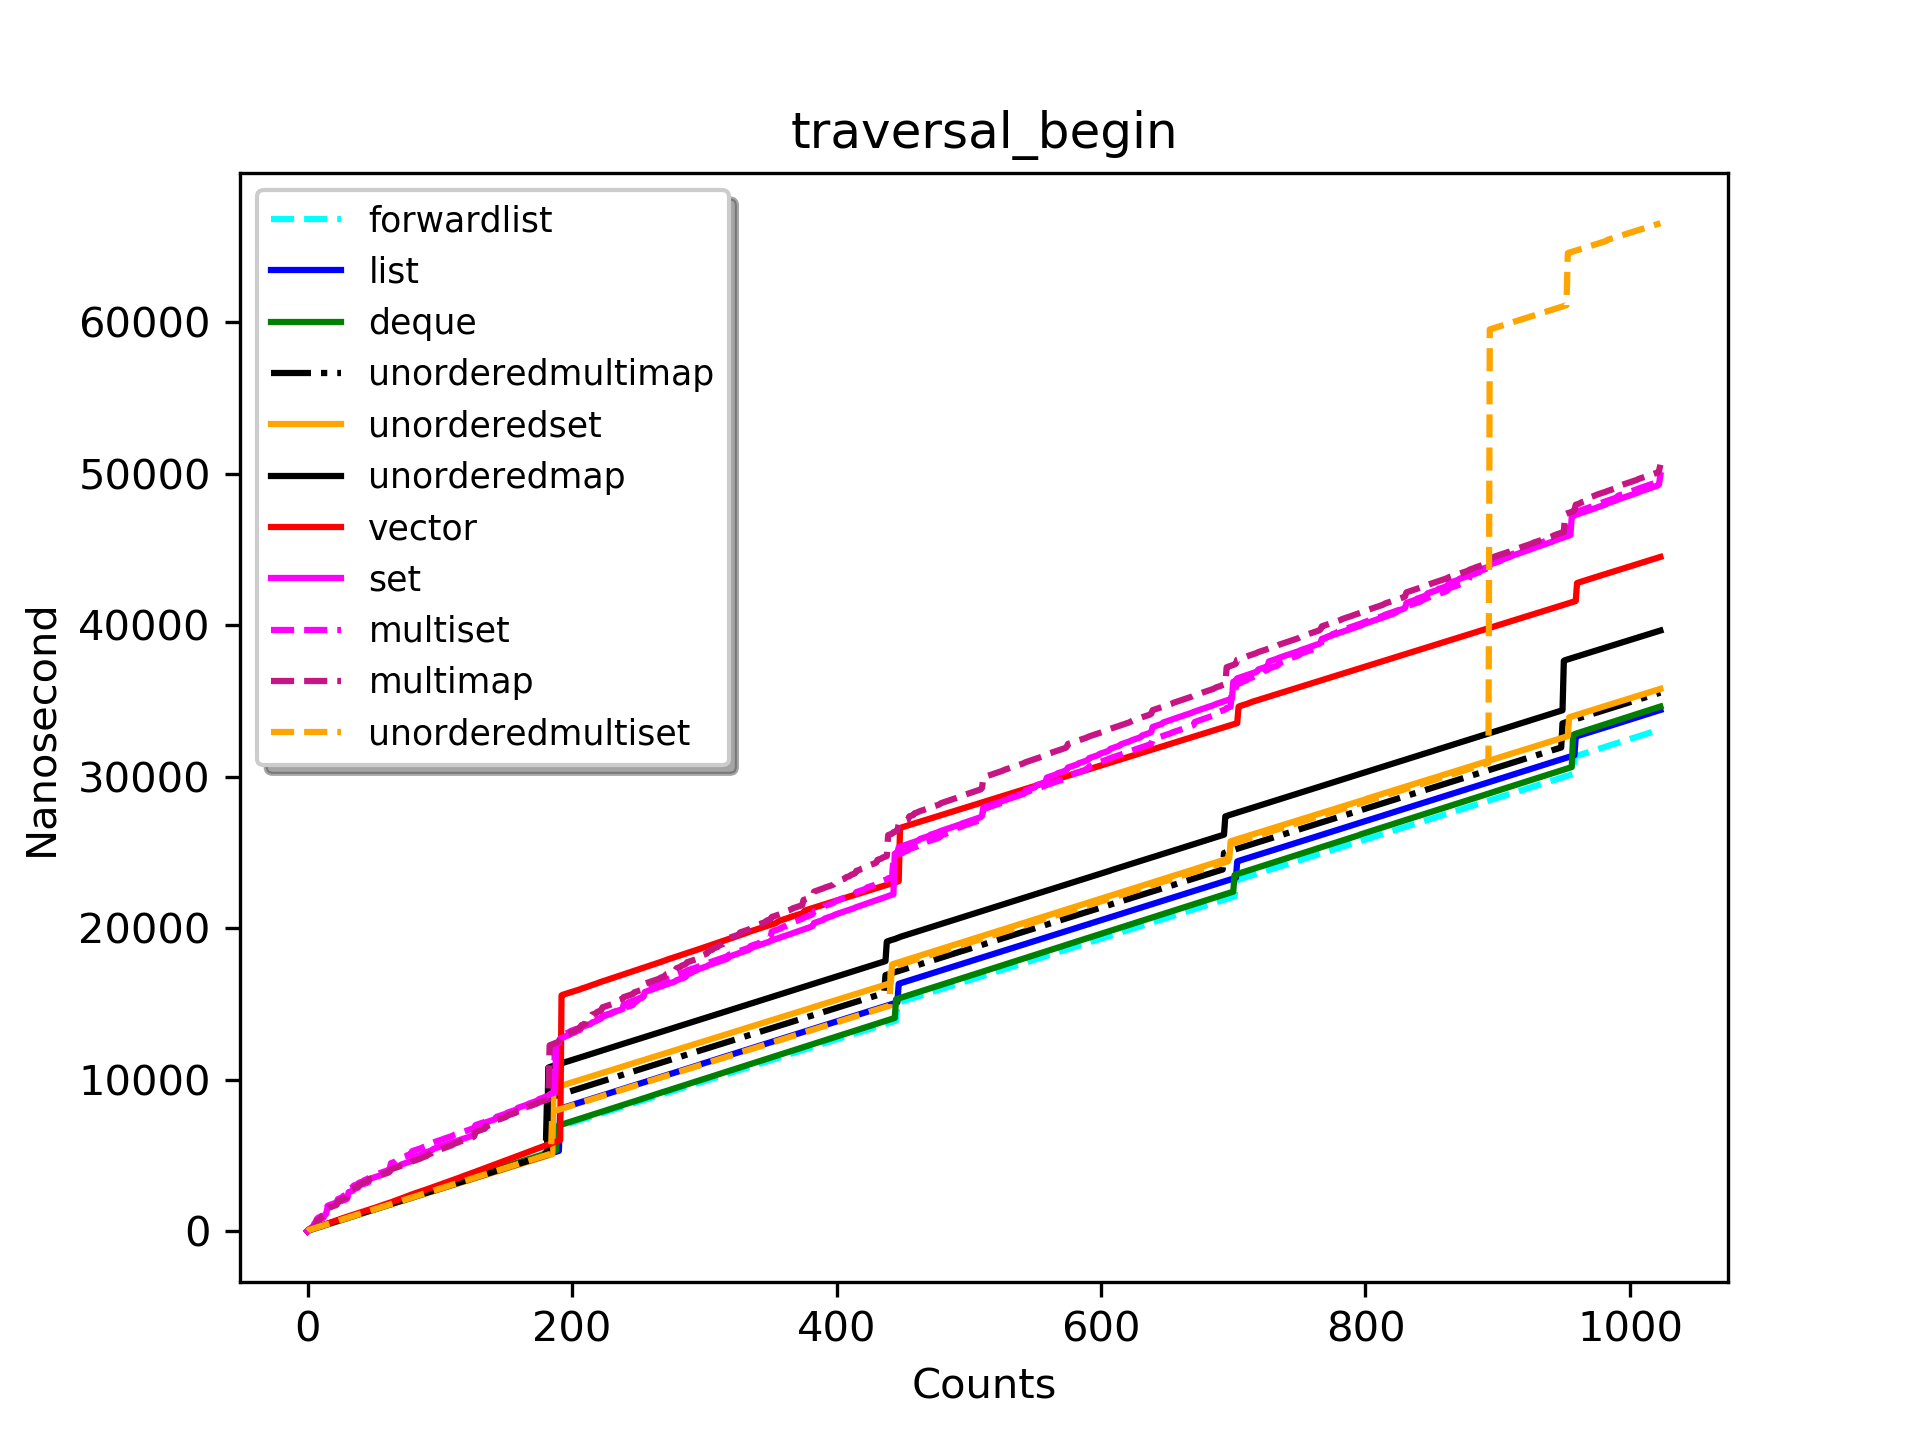 traversal_begin
forwardlist
list
deque
unorderedmultimap
unorderedset
unorderedmap
vector
set
multiset
multimap
unorderedmultiset
60000
50000
40000
30000
20000
10000
0
Nanosecond
0 200 400 600 800 1000
Counts